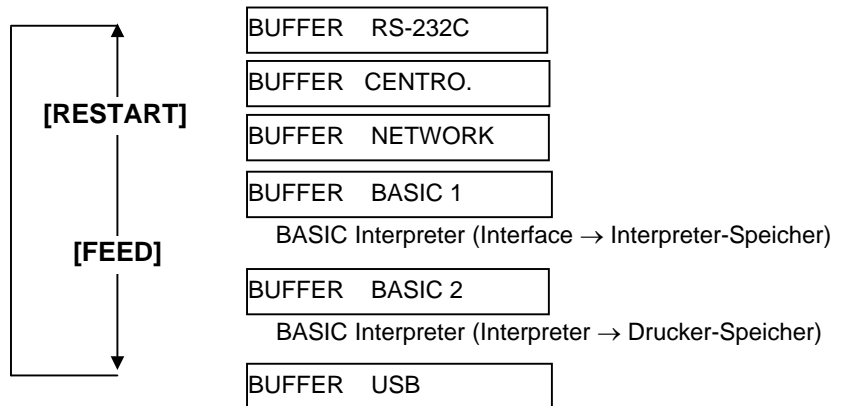 BUFFER RS-232C
BUFFER CENTRO.
[RESTART]
BUFFER NETWORK
BUFFER BASIC 1
BASIC Interpreter (Interface → Interpreter-Speicher)
[FEED]
BUFFER BASIC 2
BASIC Interpreter (Interpreter → Drucker-Speicher)
BUFFER USB